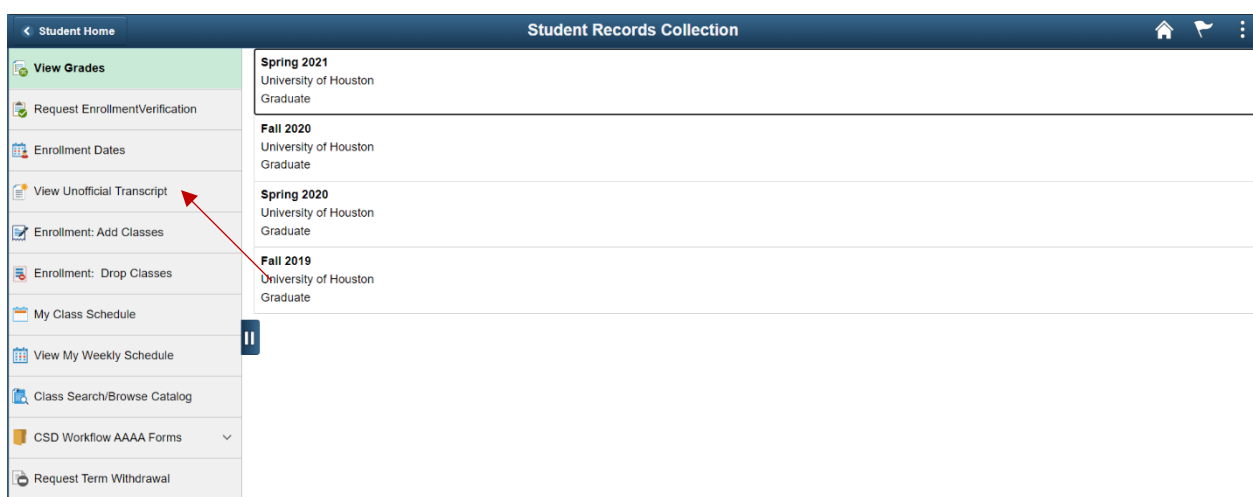 Student Home
Student Records Collection
View Grades
Request EnrollmentVerification
Enrollment Dates
View Unofficial Transcript
Enrollment: Add Classes
Enrollment: Drop Classes
My Class Schedule
View My Weekly Schedule
Class Search/Browse Catalog
CSD Workflow AAAA Forms
Request Term Withdrawal
Spring 2021
University of Houston
Graduate
Fall 2020
University of Houston
Graduate
Spring 2020
University of Houston
Graduate
Fall 2019
University of Houston
Graduate